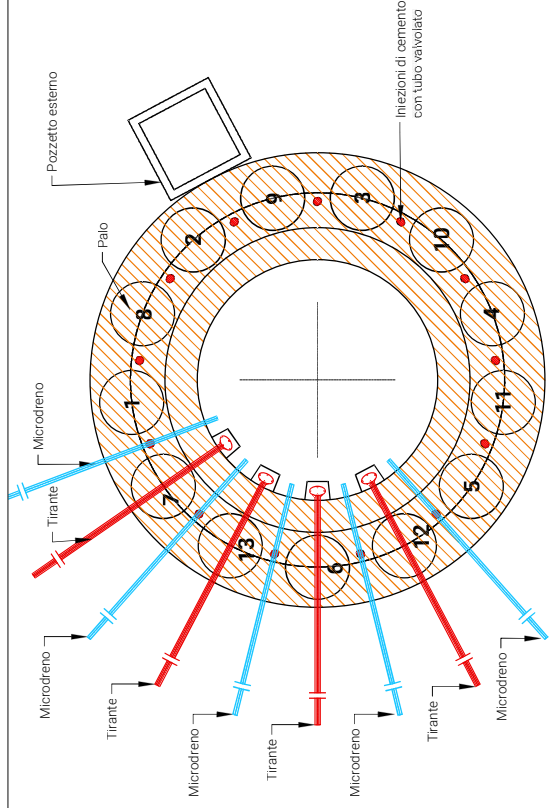 Pozzetto esterno
Iniezioni di cemento
con tubo valvolato
Palo
Microdreno
Tirante
Microdreno
Tirante
Microdreno
Tirante
Microdreno
Tirante
Microdreno
1
8
2
9
3
10
4
11
5
12
6
13
7